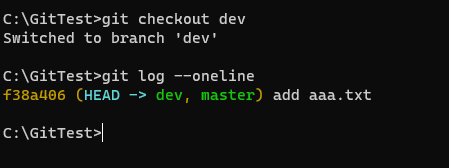 C:\GitTest>git checkout dev
Switched to branch 'dev'
C:\GitTest>git log --oneline
f38a406 (HEAD -> dev, master) add aaa.txt
C:\GitTest>